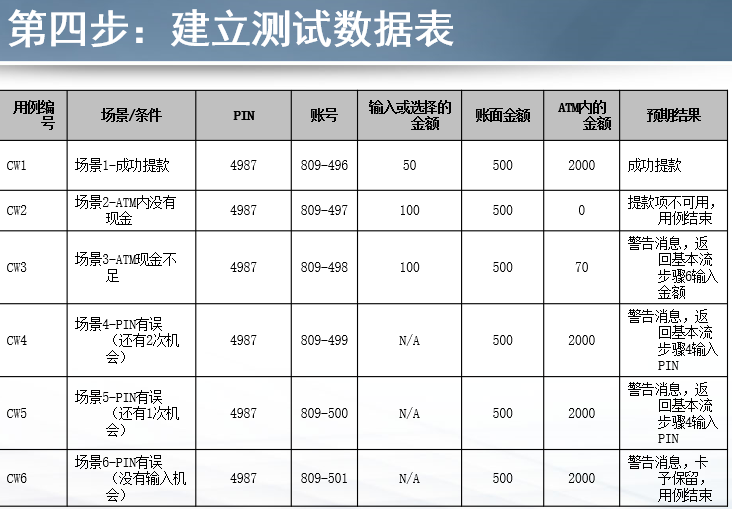 第四步：建立测试数据表
用例编
号
场景/条件
PIN
账号
输入或选择的
金额
账面金额
ATM内的
金额
预期结果
CW1
场景1-成功提款
4987
809-496
50
500
2000
成功提款
CW2
场景2-ATM内没有
现金
4987
809-497
100
500
0
提款项不可用，
用例结束
CW3
场景3-ATM现金不
足
4987
809-498
100
500
70
警告消息，返
回基本流
步骤6输入
金额
CW4
场景4-PIN有误
（还有2次机
会）
4987
809-499
N/A
500
2000
警告消息，返
回基本流
步骤4输入
PIN
CW5
场景5-PIN有误
（还有1次机
会）
4987
809-500
N/A
500
2000
警告消息，返
回基本流
步骤4输入
PIN
CW6
场景6-PIN有误
（没有输入机
会）
4987
809-501
N/A
500
2000
警告消息，卡
予保留，
用例结束